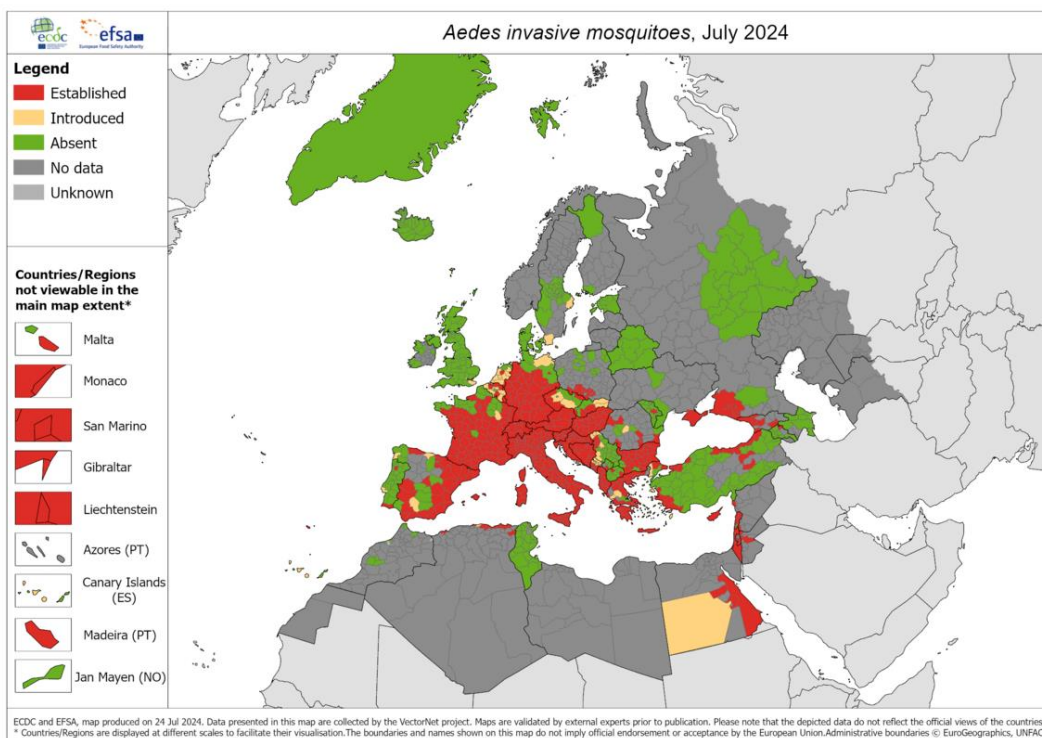 ecdc
efsa
European Food Safety Authority
Aedes invasive mosquitoes, July 2024
Legend
Established
Introduced
Absent
No data
Unknown
Countries/Regions
not viewable in the
main map extent*
Malta
Monaco
San Marino
Gibraltar
Liechtenstein
Azores (PT)
Canary Islands
(ES)
Madeira (PT)
Jan Mayen (NO)
ECDC and EFSA, map produced on 24 Jul 2024. Data presented in this map are collected by the VectorNet project. Maps are validated by external experts prior to publication. Please note that the depicted data do not reflect the official views of the countries
* Countries/Regions are displayed at different scales to facilitate their visualisation.The boundaries and names shown on this map do not imply official endorsement or acceptance by the European Union.Administrative boundaries © EuroGeographics, UNFAO